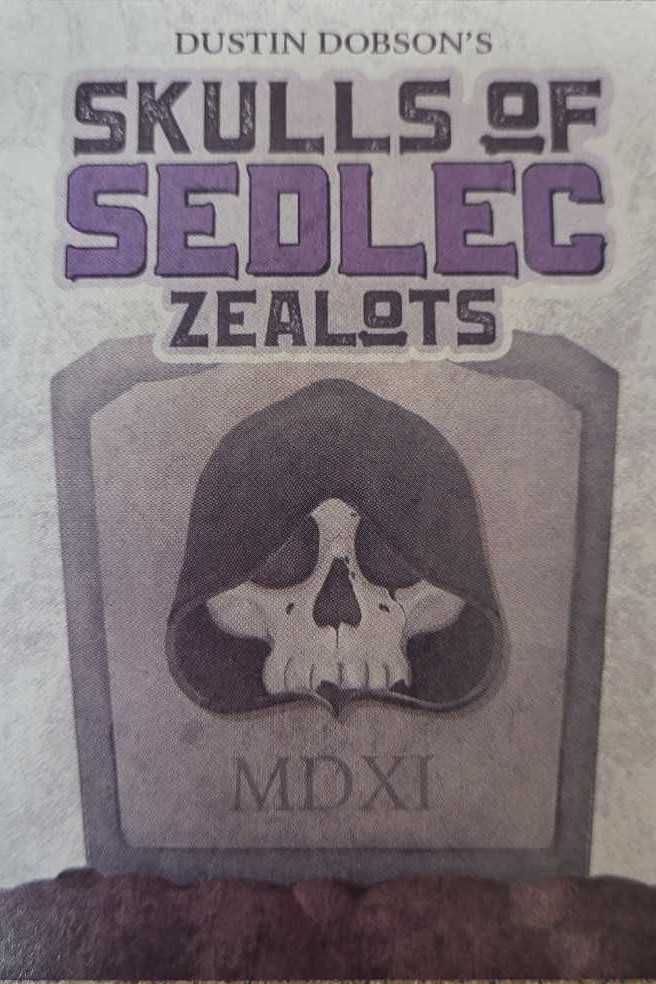 DUSTIN DOBSON'S
SKULLS OF
SEDLEC
ZEALOTS
MDXI